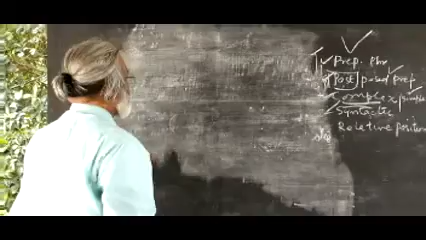 Prep. Phr
Post posed Prep
Complex
Syntactic
Relative position